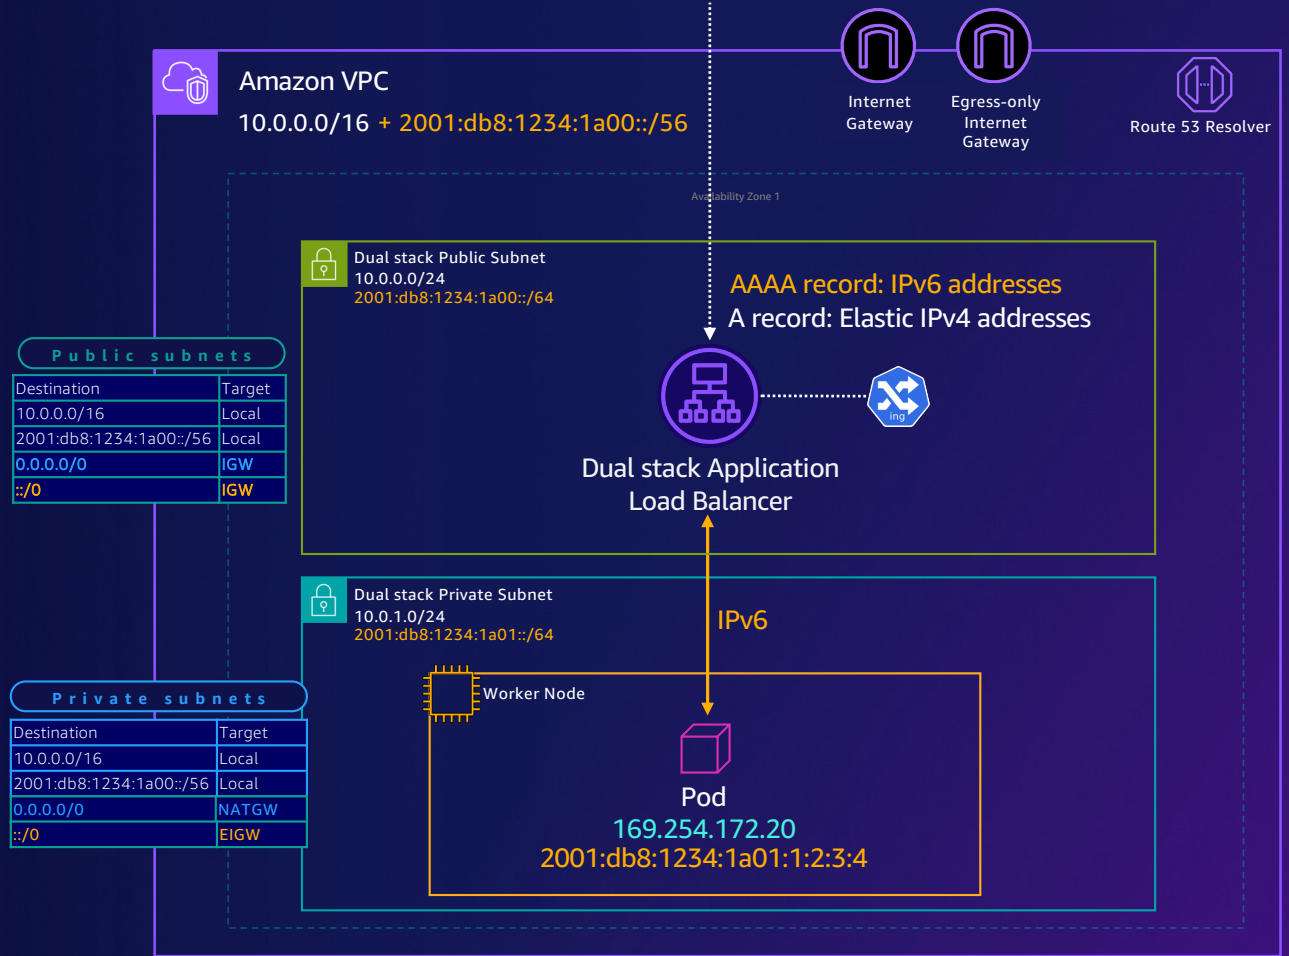 Amazon VPC
10.0.0.0/16 + 2001:db8:1234:1a00::/56
Internet
Gateway
Egress-only
Internet
Gateway
Route 53 Resolver
Availability Zone 1
Dual stack Public Subnet
10.0.0.0/24
2001:db8:1234:1a00::/64
AAAA record: IPv6 addresses
A record: Elastic IPv4 addresses
ing
Dual stack Application
Load Balancer
Public subnets
Destination Target
10.0.0.0/16 Local
2001:db8:1234:1a00::/56 Local
0.0.0.0/0 IGW
::/0 IGW
Dual stack Private Subnet
10.0.1.0/24
2001:db8:1234:1a01::/64
IPv6
Worker Node
Pod
169.254.172.20
2001:db8:1234:1a01:1:2:3:4
Private subnets
Destination Target
10.0.0.0/16 Local
2001:db8:1234:1a00::/56 Local
0.0.0.0/0 NATGW
::/0 EIGW